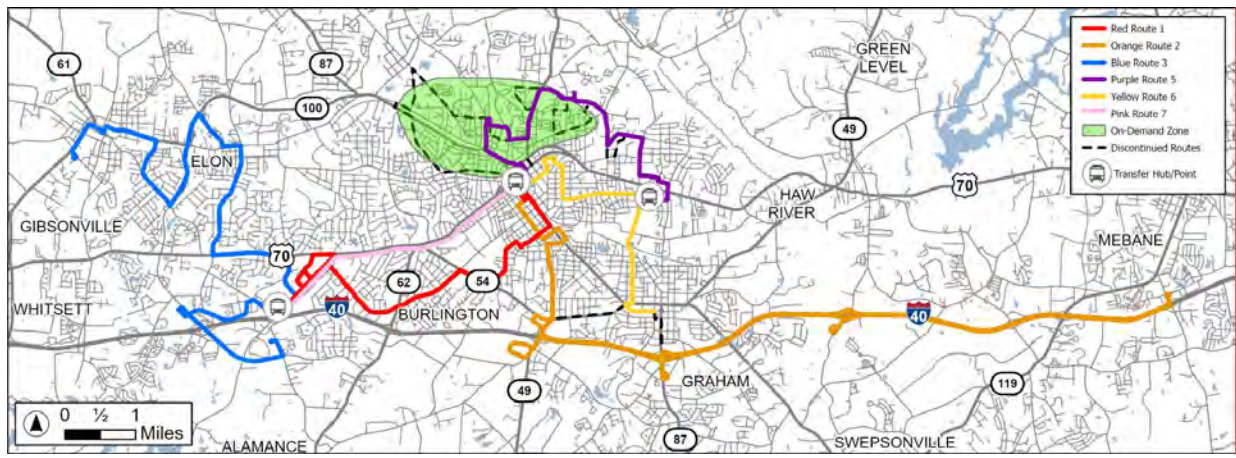 61
87
100
ELON
GIBSONVILLE
70
WHITSETT
62
54
40
BURLINGTON
49
ALAMANCE
GREEN
LEVEL
49
HAW
RIVER
70
MEBANE
40
GRAHAM
119
87
SWEPSONVILLE
0 ½ 1
Miles
Red Route 1
Orange Route 2
Blue Route 3
Purple Route 5
Yellow Route 6
Pink Route 7
On-Demand Zone
Discontinued Routes
Transfer Hub/Point